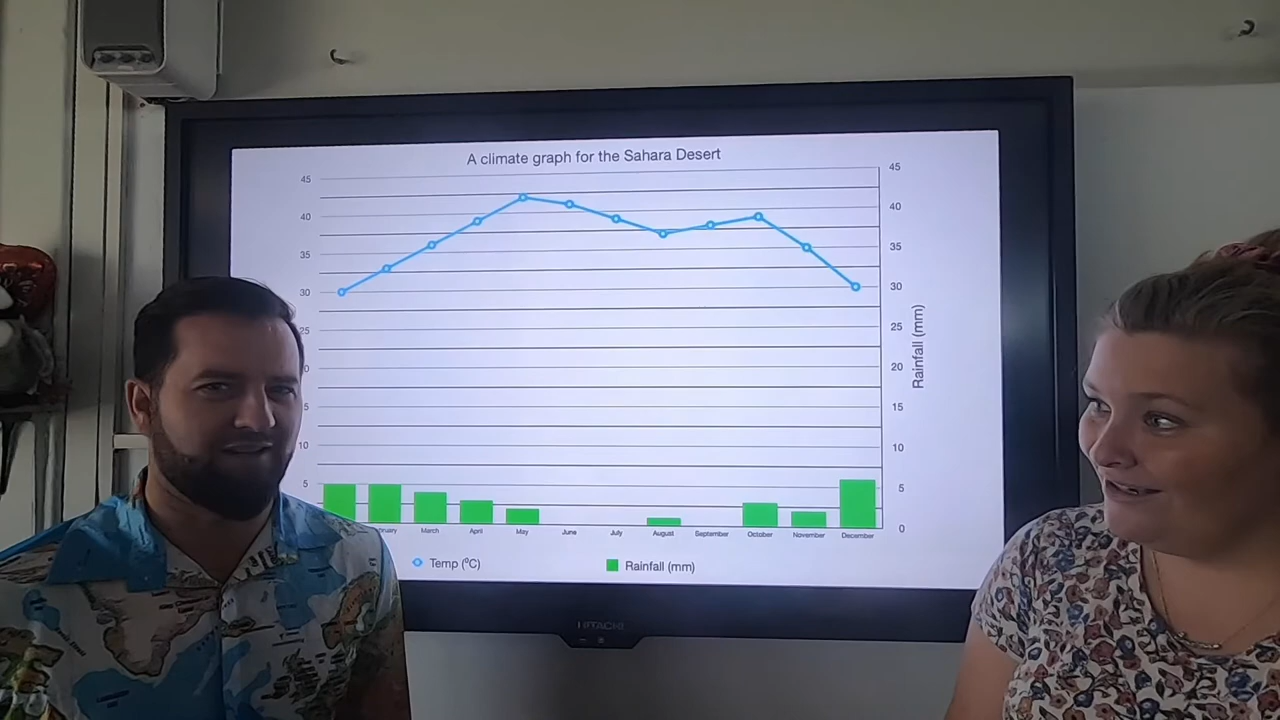 A climate graph for the Sahara Desert
45 45
40 40
35 35
30 30
25 25
20
15
10 10
5 5
0
Rainfall (mm)
March April May June July August September October November December
Temp (ºC) Rainfall (mm)
HITACHI